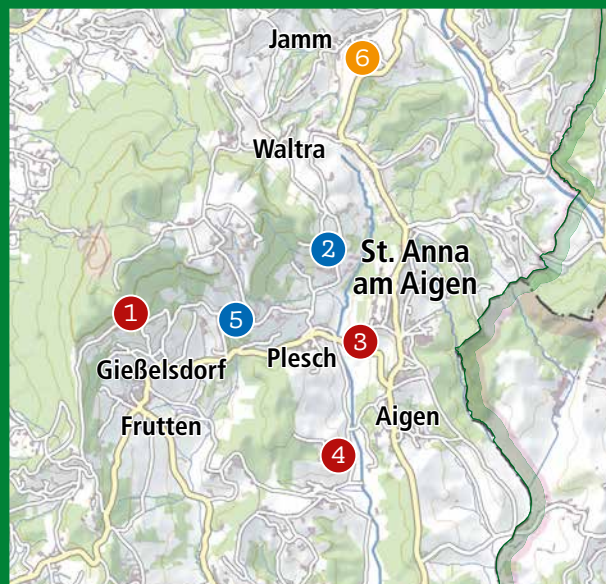 Jamm
6
Waltra
2
St. Anna
am Aigen
1
5
3
Plesch
Gießelsdorf
Aigen
Frutten
4